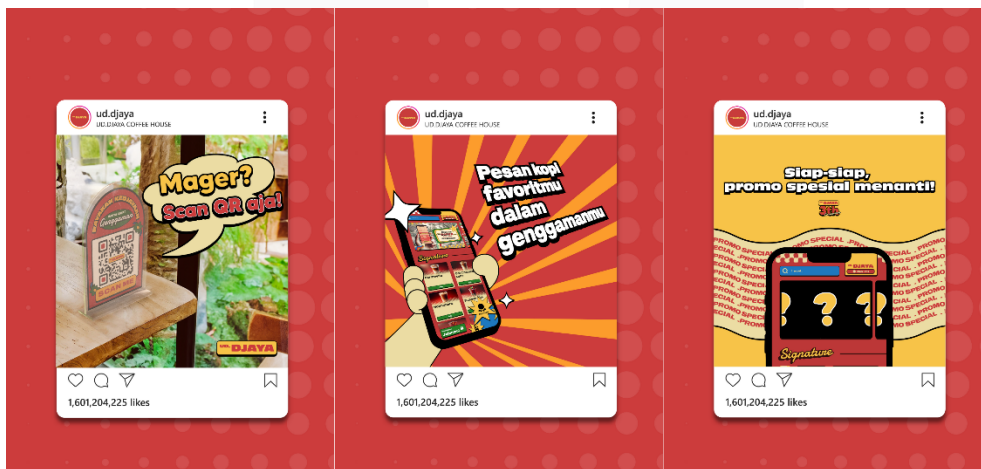 ud.djaya
UD.DJAYA COFFEE HOUSE
Mager?
Scan QR aja!
Genggaman
SCAN ME
DJAYA
1,601,204,225 likes
ud.djaya
UD.DJAYA COFFEE HOUSE
Pesan kopi
favoritmu
dalam
genggamanmu
Signature
1,601,204,225 likes
ud.djaya
UD.DJAYA COFFEE HOUSE
Siap-siap,
promo spesial menanti!
PROMO SPECIAL
DJAYA
? ?
Signature
1,601,204,225 likes